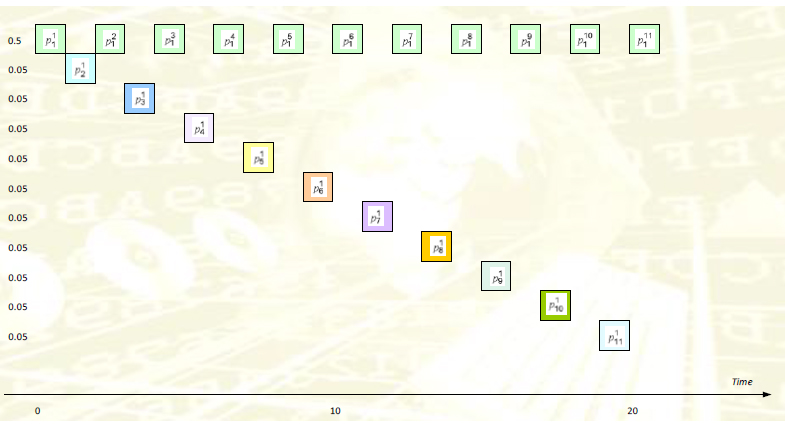 0.5 p₁¹ p₁² p₁³ p₁⁴ p₁⁵ p₁⁶ p₁⁷ p₁⁸ p₁⁹ p₁¹⁰ p₁¹¹
0.05 p₂¹
0.05 p₃¹
0.05 p₄¹
0.05 p₅¹
0.05 p₆¹
0.05 p₇¹
0.05 p₈¹
0.05 p₉¹
0.05 p₁₀¹
0.05 p₁₁¹
Time
0 10 20